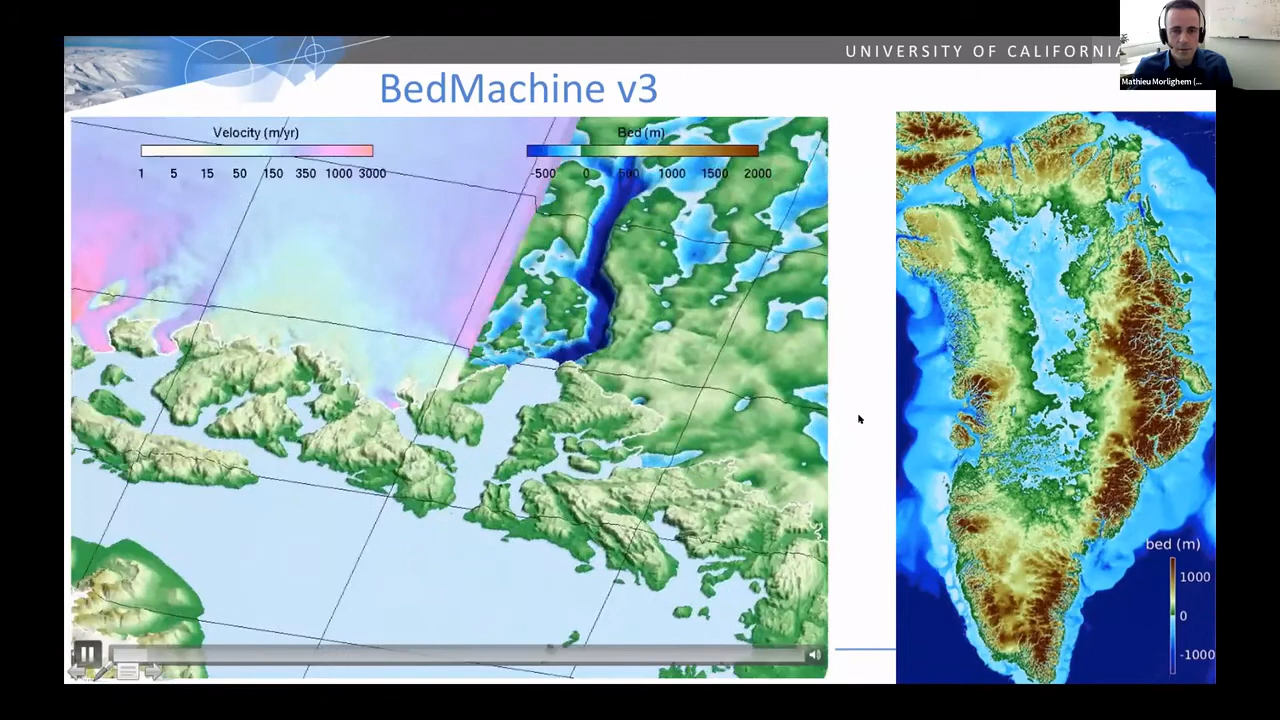 UNIVERSITY OF CALIFORNIA
Mathieu Morlighem (...
BedMachine v3
Velocity (m/yr)
1 5 15 50 150 350 1000 3000
Bed (m)
-500 0 500 1000 1500 2000
bed (m)
1000
0
-1000